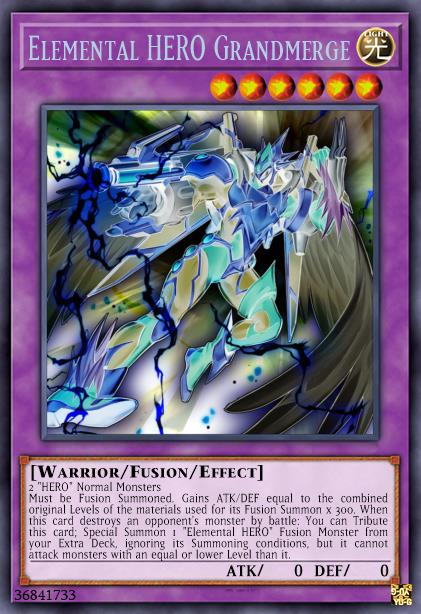 Elemental HERO Grandmerge
LIGHT
光
[Warrior/Fusion/Effect]
2 "HERO" Normal Monsters
Must be Fusion Summoned. Gains ATK/DEF equal to the combined
original Levels of the materials used for its Fusion Summon x 300. When
this card destroys an opponent's monster by battle: You can Tribute
this card; Special Summon 1 "Elemental HERO" Fusion Monster from
your Extra Deck, ignoring its Summoning conditions, but it cannot
attack monsters with an equal or lower Level than it.
ATK/ 0 DEF/ 0
36841733